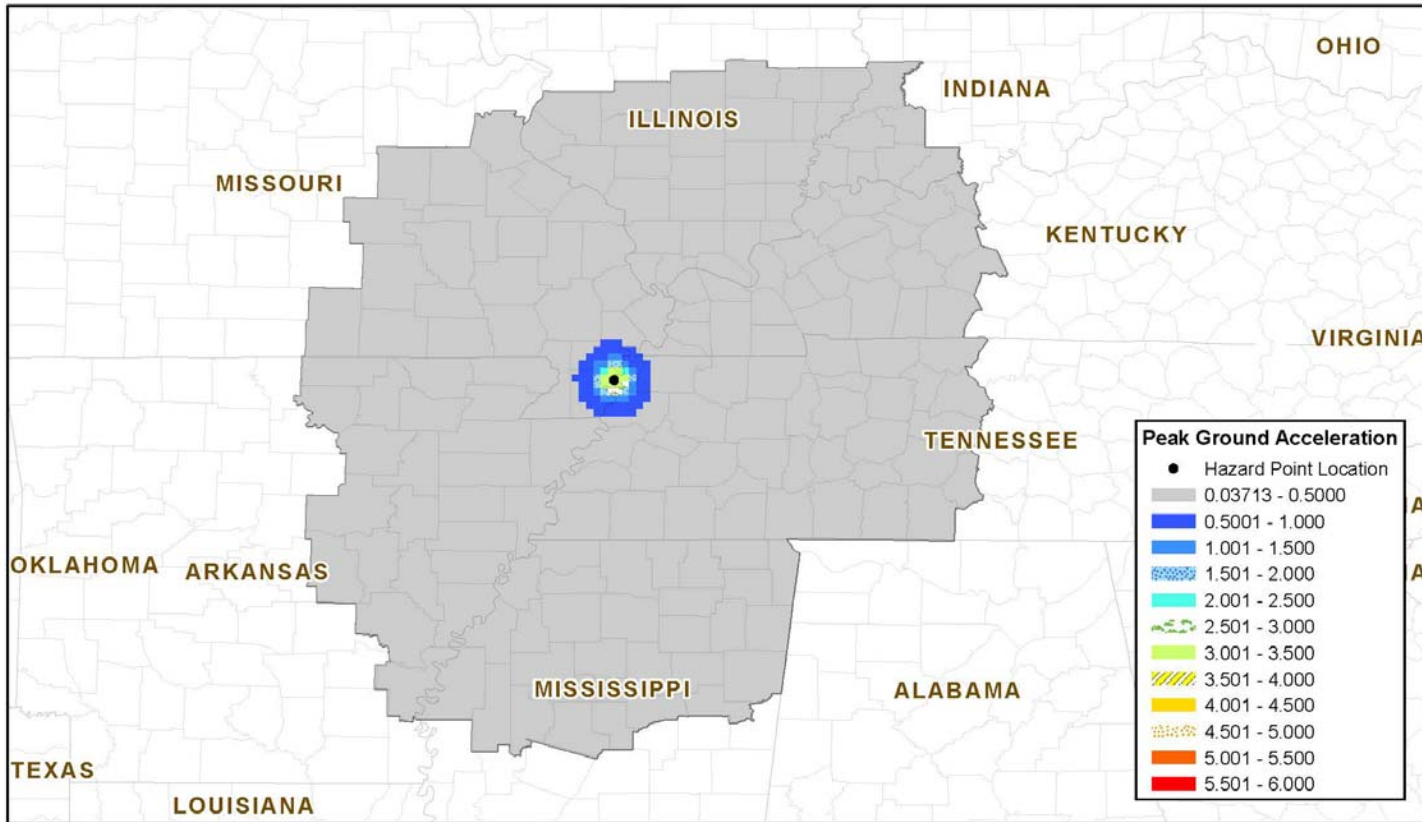 OHIO
INDIANA
ILLINOIS
MISSOURI
KENTUCKY
VIRGINIA
TENNESSEE
OKLAHOMA
ARKANSAS
MISSISSIPPI
ALABAMA
TEXAS
LOUISIANA
Peak Ground Acceleration
Hazard Point Location
0.03713 - 0.5000
0.5001 - 1.000
1.001 - 1.500
1.501 - 2.000
2.001 - 2.500
2.501 - 3.000
3.001 - 3.500
3.501 - 4.000
4.001 - 4.500
4.501 - 5.000
5.001 - 5.500
5.501 - 6.000